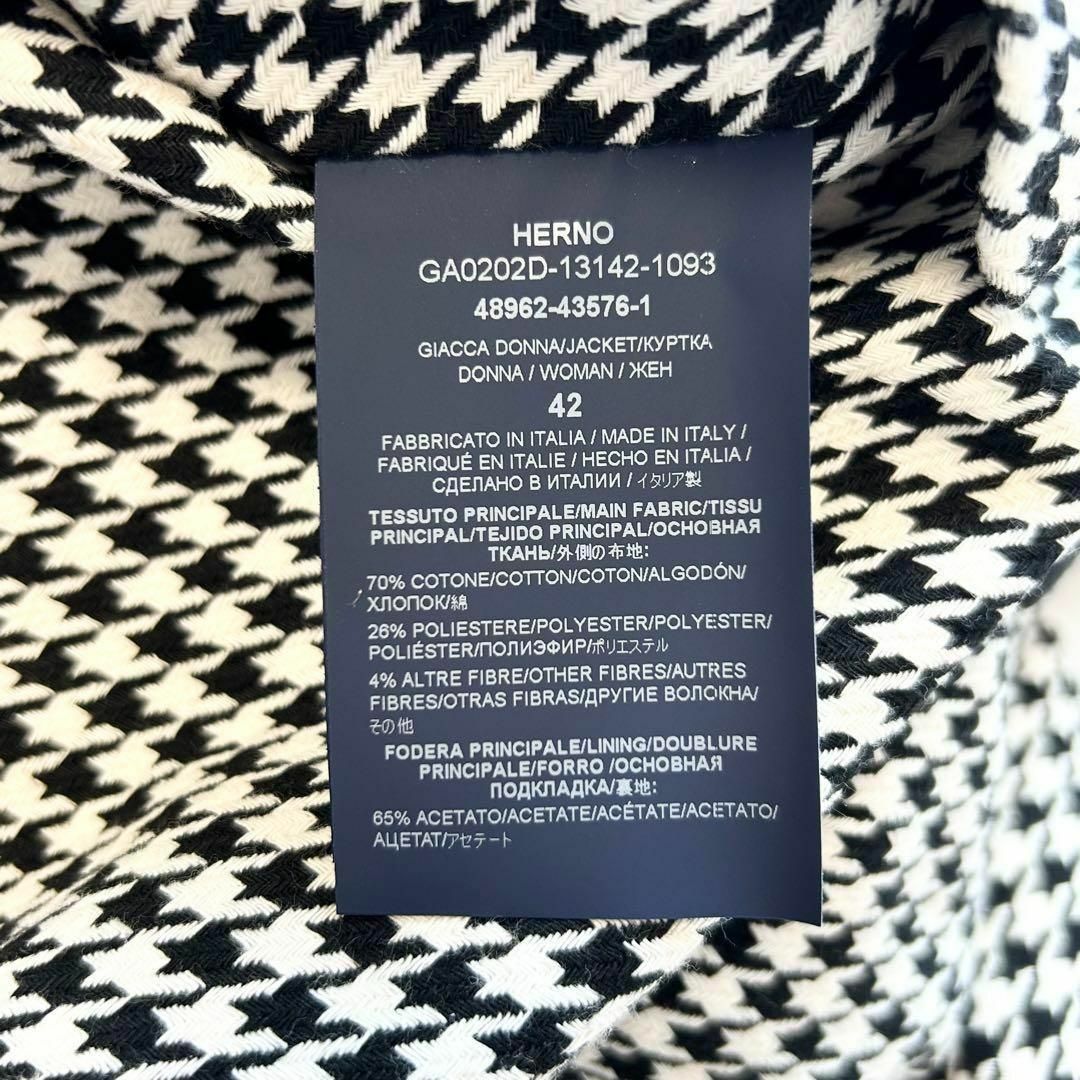 HERNO
GA0202D-13142-1093
48962-43576-1
GIACCA DONNA/JACKET/КУРТКА
DONNA / WOMAN / ЖЕН
42
FABBRICATO IN ITALIA / MADE IN ITALY /
FABRIQUÉ EN ITALIE / HECHO EN ITALIA /
СДЕЛАНО В ИТАЛИИ / イタリア製
TESSUTO PRINCIPALE/MAIN FABRIC/TISSU
PRINCIPAL/TEJIDO PRINCIPAL/ОСНОВНАЯ
ТКАНЬ/外側の布地:
70% COTONE/COTTON/COTON/ALGODÓN/
ХЛОПОК/綿
26% POLIESTERE/POLYESTER/POLYESTER/
POLIÉSTER/ПОЛИЭФИР/ポリエステル
4% ALTRE FIBRE/OTHER FIBRES/AUTRES
FIBRES/OTRAS FIBRAS/ДРУГИЕ ВОЛОКНА/
その他
FODERA PRINCIPALE/LINING/DOUBLURE
PRINCIPALE/FORRO /ОСНОВНАЯ
ПОДКЛАДКА/裏地:
65% ACETATO/ACETATE/ACÉTATE/ACETATO/
АЦЕТАТ/アセテート